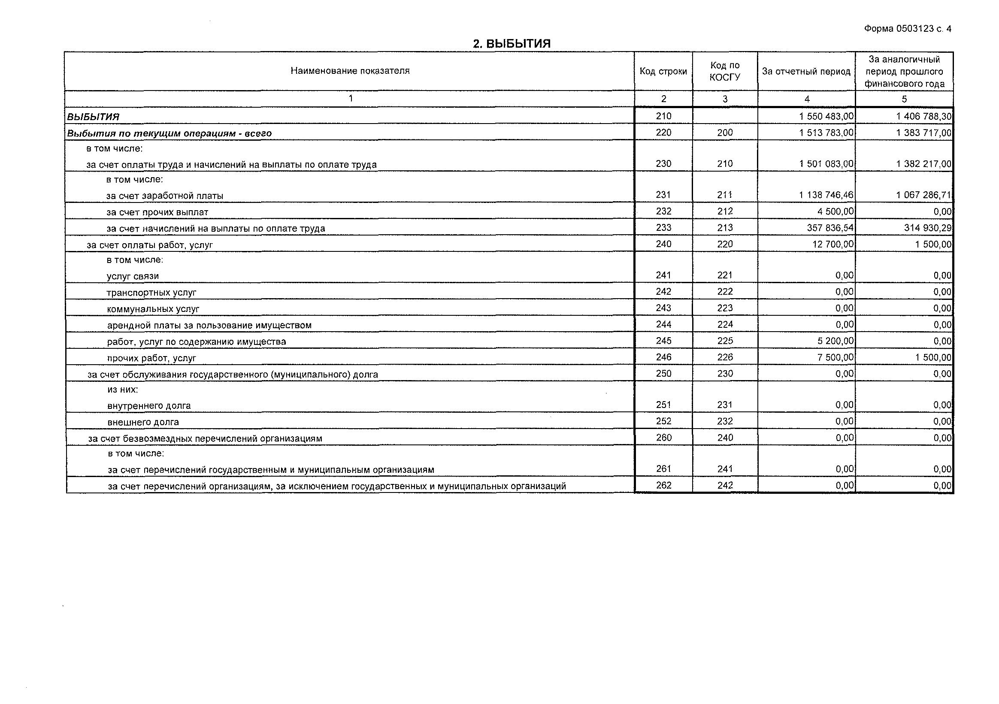 Форма 0503123 с. 4
2. ВЫБЫТИЯ
Наименование показателя Код строки Код по КОСГУ За отчетный период За аналогичный период прошлого финансового года
1 2 3 4 5
ВЫБЫТИЯ 210 1 550 483,00 1 406 788,30
Выбытия по текущим операциям - всего 220 200 1 513 783,00 1 383 717,00
в том числе:
за счет оплаты труда и начислений на выплаты по оплате труда 230 210 1 501 083,00 1 382 217,00
в том числе:
за счет заработной платы 231 211 1 138 746,46 1 067 286,71
за счет прочих выплат 232 212 4 500,00 0,00
за счет начислений на выплаты по оплате труда 233 213 357 836,54 314 930,29
за счет оплаты работ, услуг 240 220 12 700,00 1 500,00
в том числе:
услуг связи 241 221 0,00 0,00
транспортных услуг 242 222 0,00 0,00
коммунальных услуг 243 223 0,00 0,00
арендной платы за пользование имуществом 244 224 0,00 0,00
работ, услуг по содержанию имущества 245 225 5 200,00 0,00
прочих работ, услуг 246 226 7 500,00 1 500,00
за счет обслуживания государственного (муниципального) долга 250 230 0,00 0,00
из них:
внутреннего долга 251 231 0,00 0,00
внешнего долга 252 232 0,00 0,00
за счет безвозмездных перечислений организациям 260 240 0,00 0,00
в том числе:
за счет перечислений государственным и муниципальным организациям 261 241 0,00 0,00
за счет перечислений организациям, за исключением государственных и муниципальных организаций 262 242 0,00 0,00